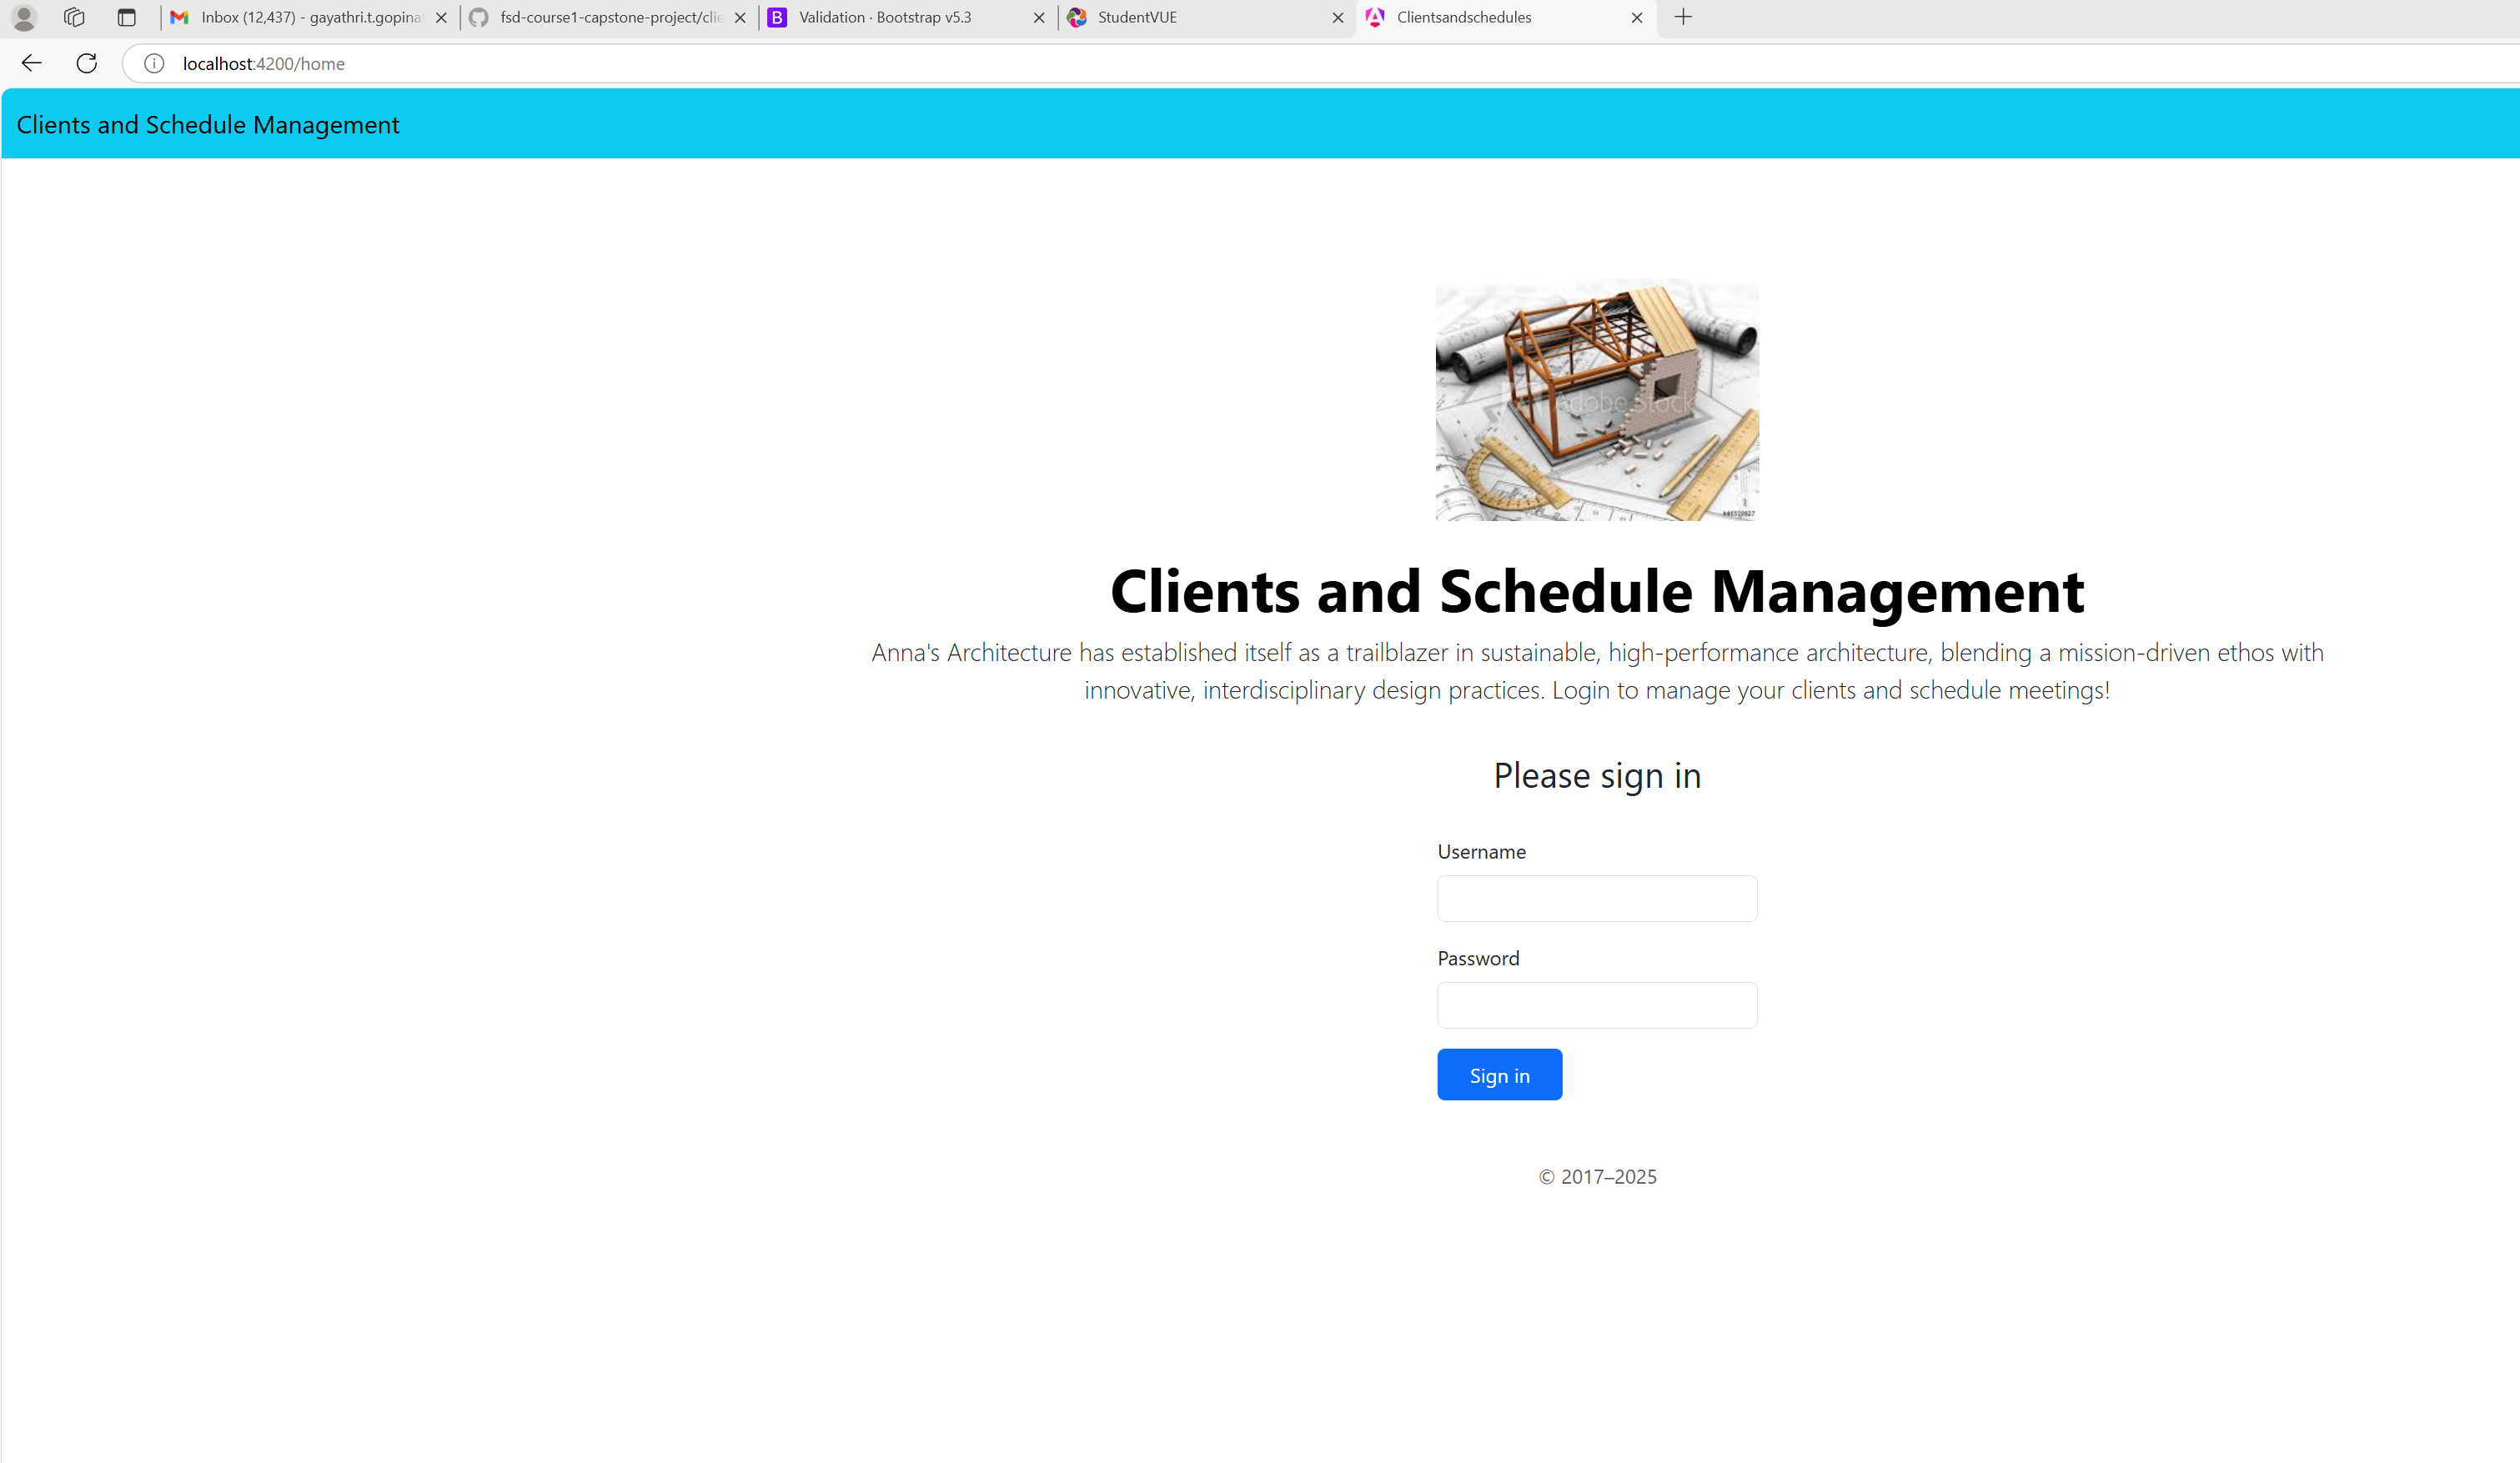 Inbox (12,437) - gayathri.t.gopina
fsd-course1-capstone-project/clie
B Validation · Bootstrap v5.3
StudentVUE
Clientsandschedules
localhost:4200/home
Clients and Schedule Management
Adobe Stock
Clients and Schedule Management
Anna's Architecture has established itself as a trailblazer in sustainable, high-performance architecture, blending a mission-driven ethos with
innovative, interdisciplinary design practices. Login to manage your clients and schedule meetings!
Please sign in
Username
Password
Sign in
© 2017–2025